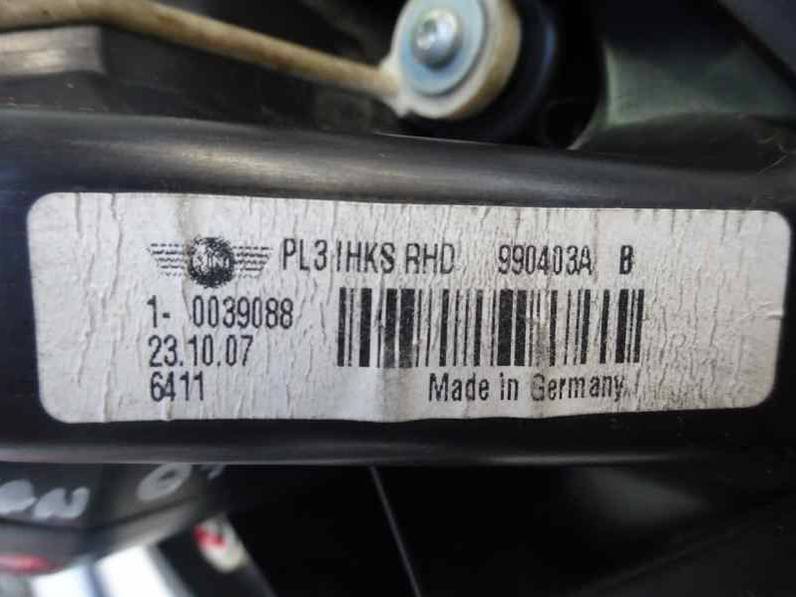 PL3 IHKS RHD 990403A B
1- 0039088
23.10.07
6411
Made in Germany